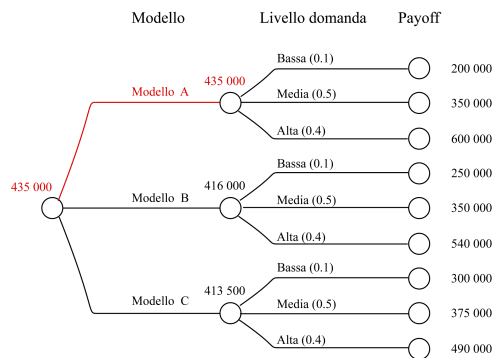 Modello Livello domanda Payoff
Bassa (0.1) 200 000
435 000
Modello A Media (0.5) 350 000
Alta (0.4) 600 000
Bassa (0.1) 250 000
435 000 416 000
Modello B Media (0.5) 350 000
Alta (0.4) 540 000
Bassa (0.1) 300 000
413 500
Modello C Media (0.5) 375 000
Alta (0.4) 490 000